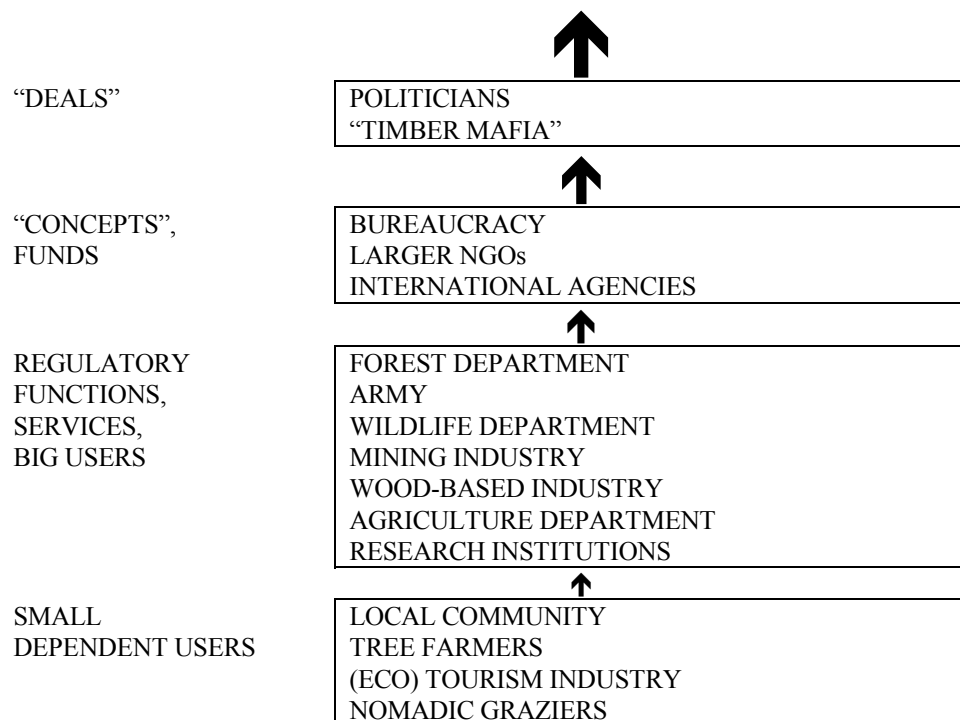 “DEALS”
POLITICIANS
“TIMBER MAFIA”
“CONCEPTS”,
FUNDS
BUREAUCRACY
LARGER NGOs
INTERNATIONAL AGENCIES
REGULATORY
FUNCTIONS,
SERVICES,
BIG USERS
FOREST DEPARTMENT
ARMY
WILDLIFE DEPARTMENT
MINING INDUSTRY
WOOD-BASED INDUSTRY
AGRICULTURE DEPARTMENT
RESEARCH INSTITUTIONS
SMALL
DEPENDENT USERS
LOCAL COMMUNITY
TREE FARMERS
(ECO) TOURISM INDUSTRY
NOMADIC GRAZIERS